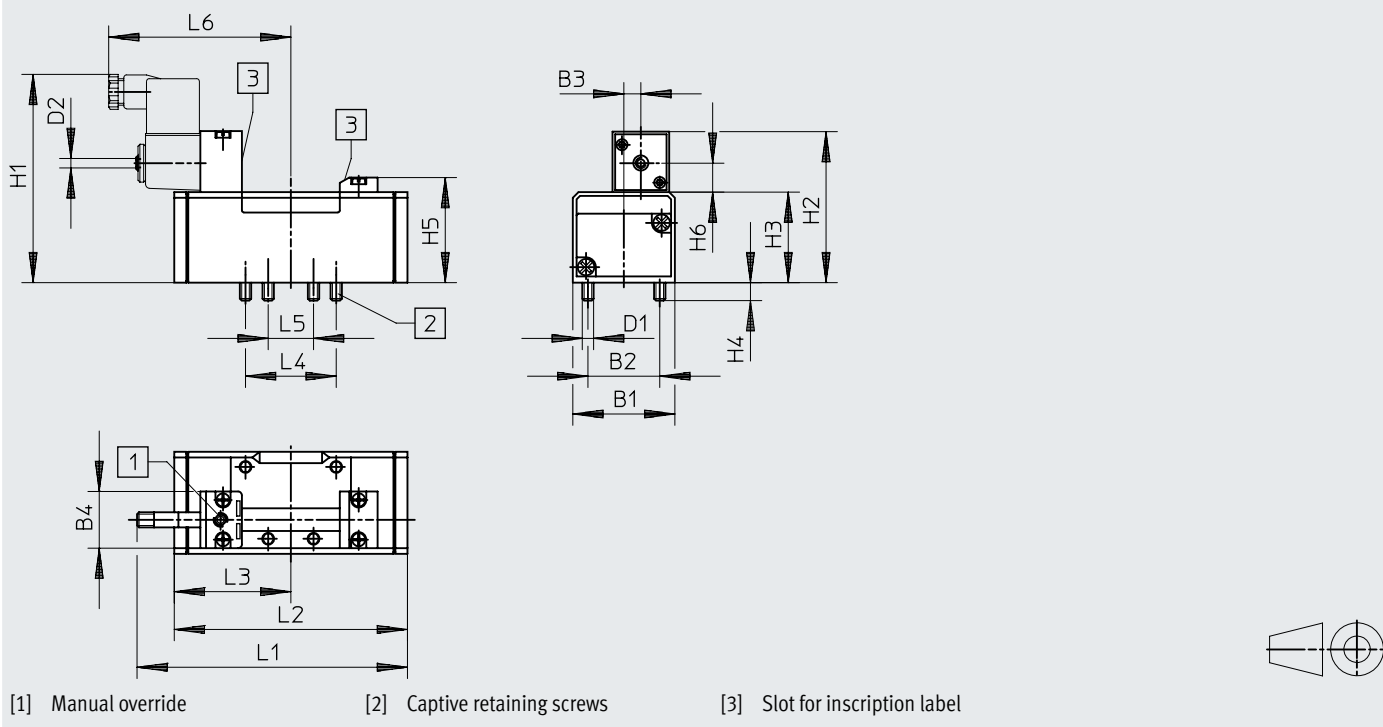 L6
3
B3
D2
3
H1
H5
H6
H3
H2
L5
2
D1
H4
L4
B2
B1
1
B4
L3
L2
L1
[1] Manual override [2] Captive retaining screws [3] Slot for inscription label